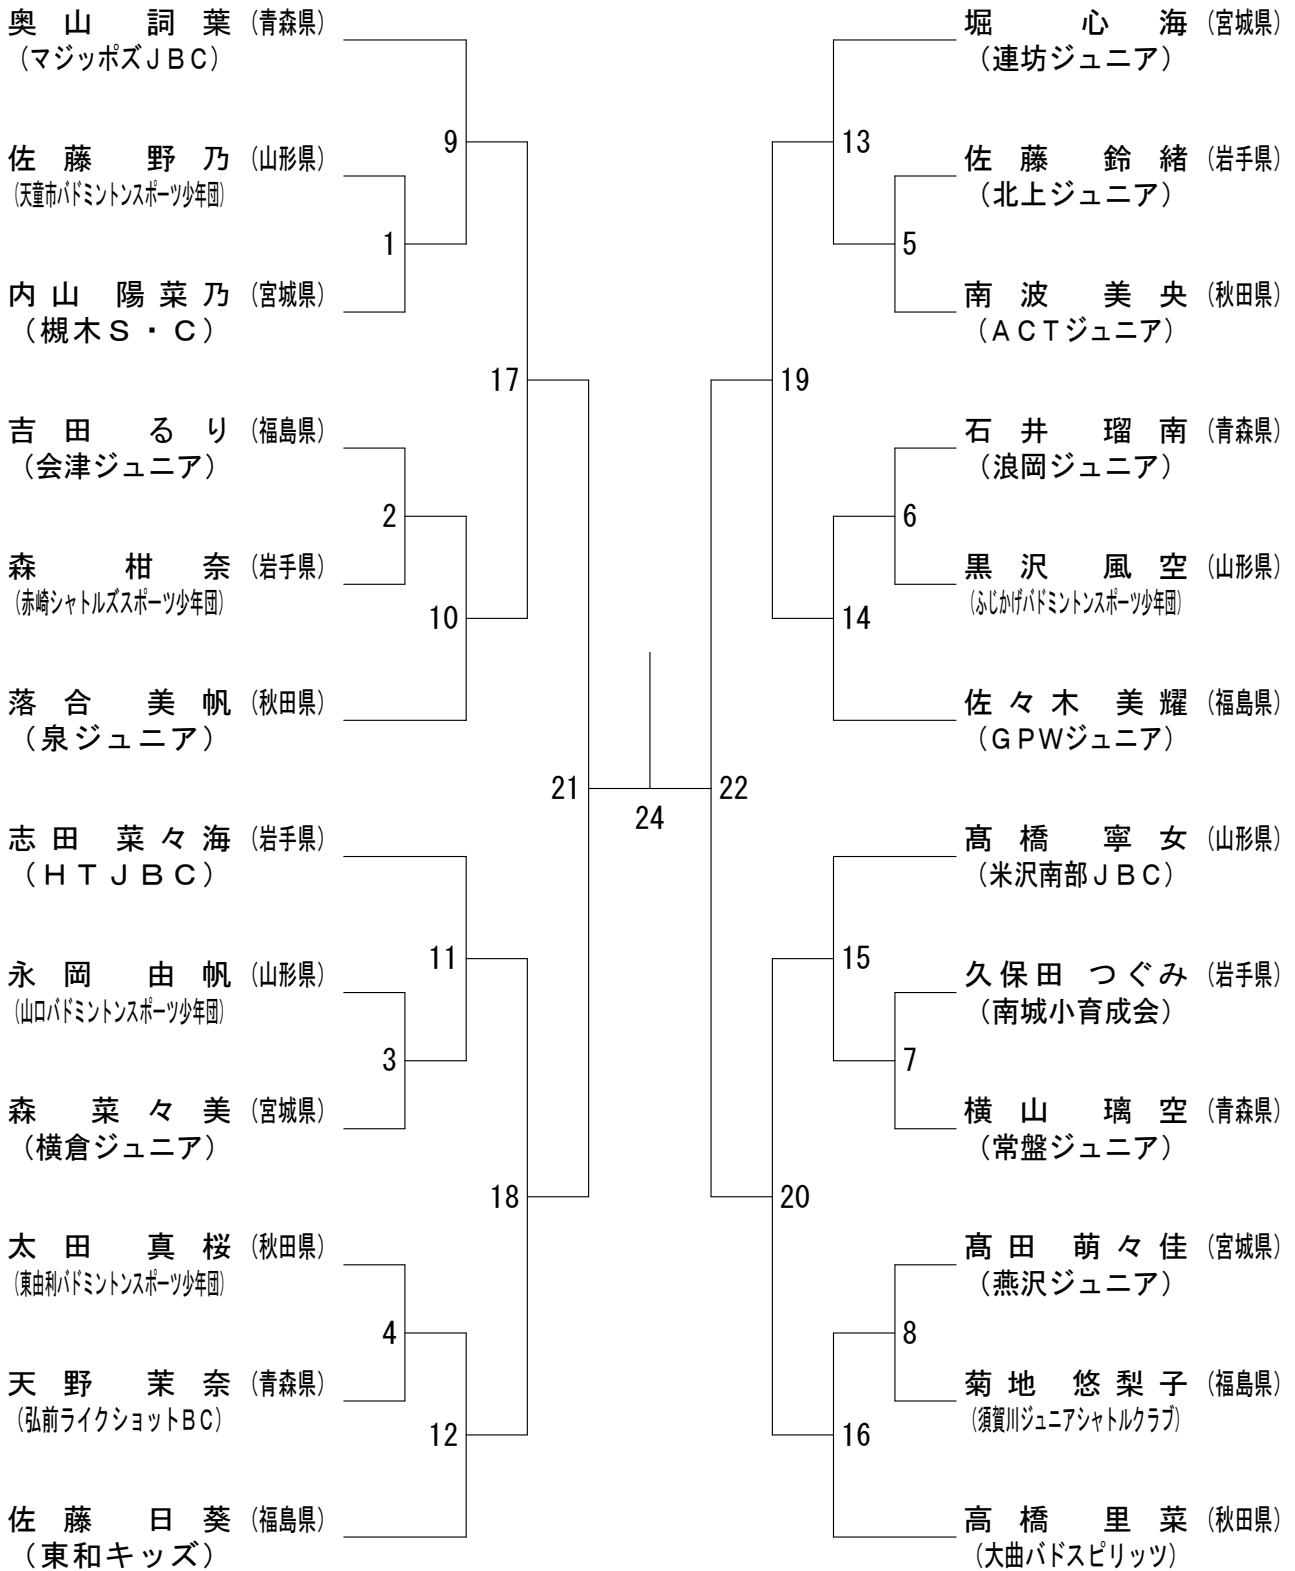 奥山 詞葉 (青森県)
(マジッポズJBC)
9
佐藤 野乃 (山形県)
(天童市バドミントンスポーツ少年団)
1
内山 陽菜乃 (宮城県)
(槻木S・C)
17
吉田 るり (福島県)
(会津ジュニア)
2
森 柑奈 (岩手県)
(赤崎シャトルズスポーツ少年団)
10
落合 美帆 (秋田県)
(泉ジュニア)
21
志田 菜々海 (岩手県)
(HTJBC)
11
永岡 由帆 (山形県)
(山口バドミントンスポーツ少年団)
3
森 菜々美 (宮城県)
(横倉ジュニア)
18
太田 真桜 (秋田県)
(東由利バドミントンスポーツ少年団)
4
天野 茉奈 (青森県)
(弘前ライクショットBC)
12
佐藤 日葵 (福島県)
(東和キッズ)
24
堀 心海 (宮城県)
(連坊ジュニア)
13
佐藤 鈴緒 (岩手県)
(北上ジュニア)
5
南波 美央 (秋田県)
(ACTジュニア)
19
石井 瑠南 (青森県)
(浪岡ジュニア)
6
黒沢 風空 (山形県)
(ふじかげバドミントンスポーツ少年団)
14
佐々木 美耀 (福島県)
(GPWジュニア)
22
髙橋 寧女 (山形県)
(米沢南部JBC)
15
久保田 つぐみ (岩手県)
(南城小育成会)
7
横山 璃空 (青森県)
(常盤ジュニア)
20
髙田 萌々佳 (宮城県)
(燕沢ジュニア)
8
菊地 悠梨子 (福島県)
(須賀川ジュニアシャトルクラブ)
16
高橋 里菜 (秋田県)
(大曲バドスピリッツ)